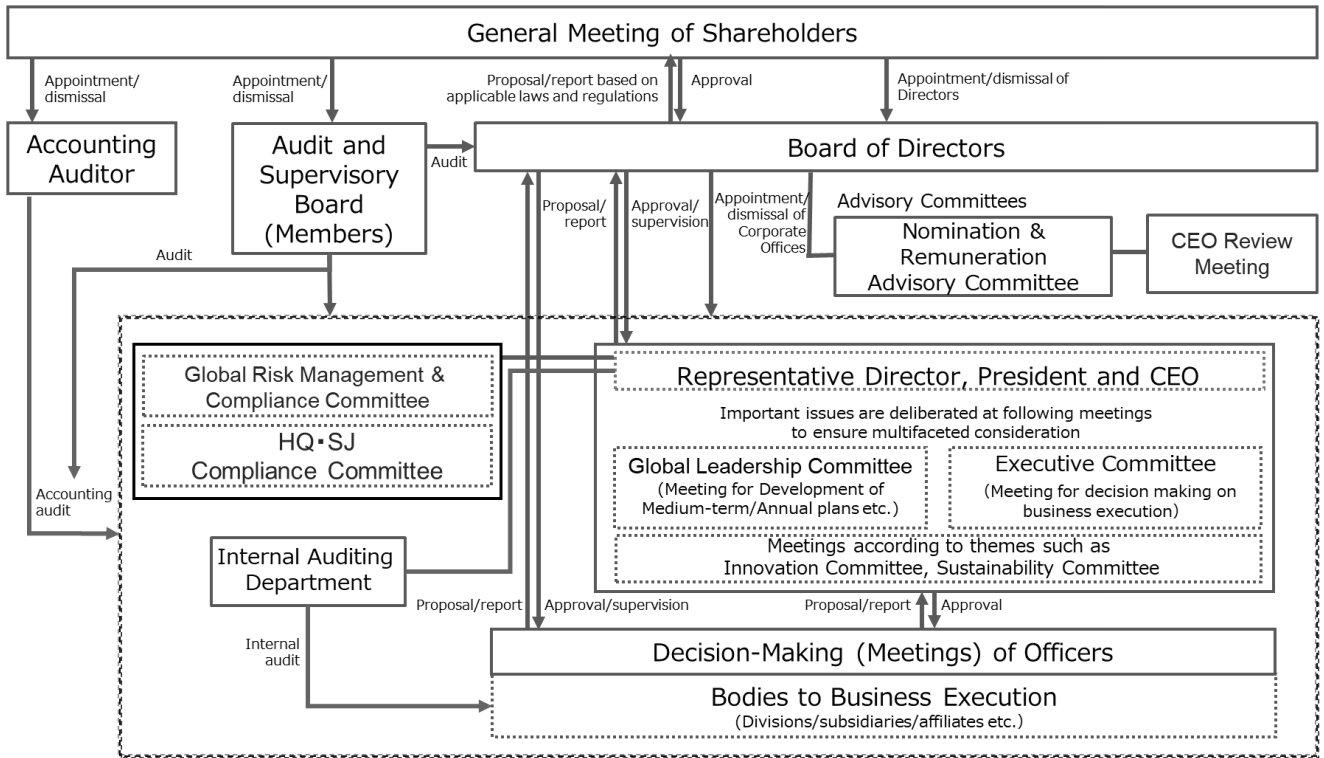 General Meeting of Shareholders
Appointment/
dismissal
Appointment/
dismissal
Proposal/report based on
applicable laws and regulations
Approval
Appointment/dismissal of
Directors
Accounting
Auditor
Audit and
Supervisory
Board
(Members)
Audit
Board of Directors
Proposal/
report
Approval/
supervision
Appointment/
dismissal of
Corporate
Offices
Advisory Committees
Nomination &
Remuneration
Advisory Committee
CEO Review
Meeting
Audit
Global Risk Management &
Compliance Committee
HQ・SJ
Compliance Committee
Representative Director, President and CEO
Important issues are deliberated at following meetings
to ensure multifaceted consideration
Global Leadership Committee
(Meeting for Development of
Medium-term/Annual plans etc.)
Executive Committee
(Meeting for decision making on
business execution)
Meetings according to themes such as
Innovation Committee, Sustainability Committee
Accounting
audit
Internal Auditing
Department
Proposal/report
Approval/supervision
Proposal/report
Approval
Internal
audit
Decision-Making (Meetings) of Officers
Bodies to Business Execution
(Divisions/subsidiaries/affiliates etc.)